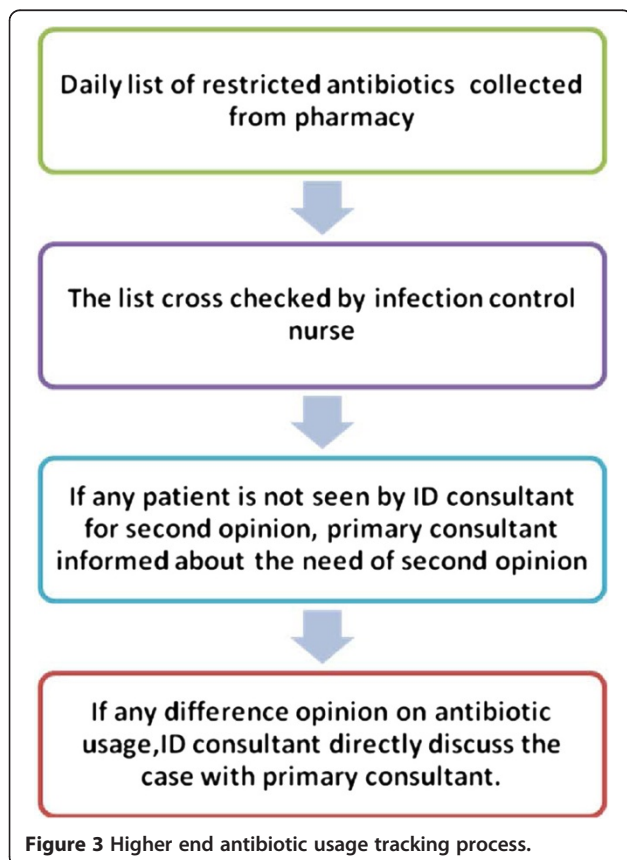 Daily list of restricted antibiotics collected
from pharmacy
The list cross checked by infection control
nurse
If any patient is not seen by ID consultant
for second opinion, primary consultant
informed about the need of second opinion
If any difference opinion on antibiotic
usage,ID consultant directly discuss the
case with primary consultant.
Figure 3 Higher end antibiotic usage tracking process.